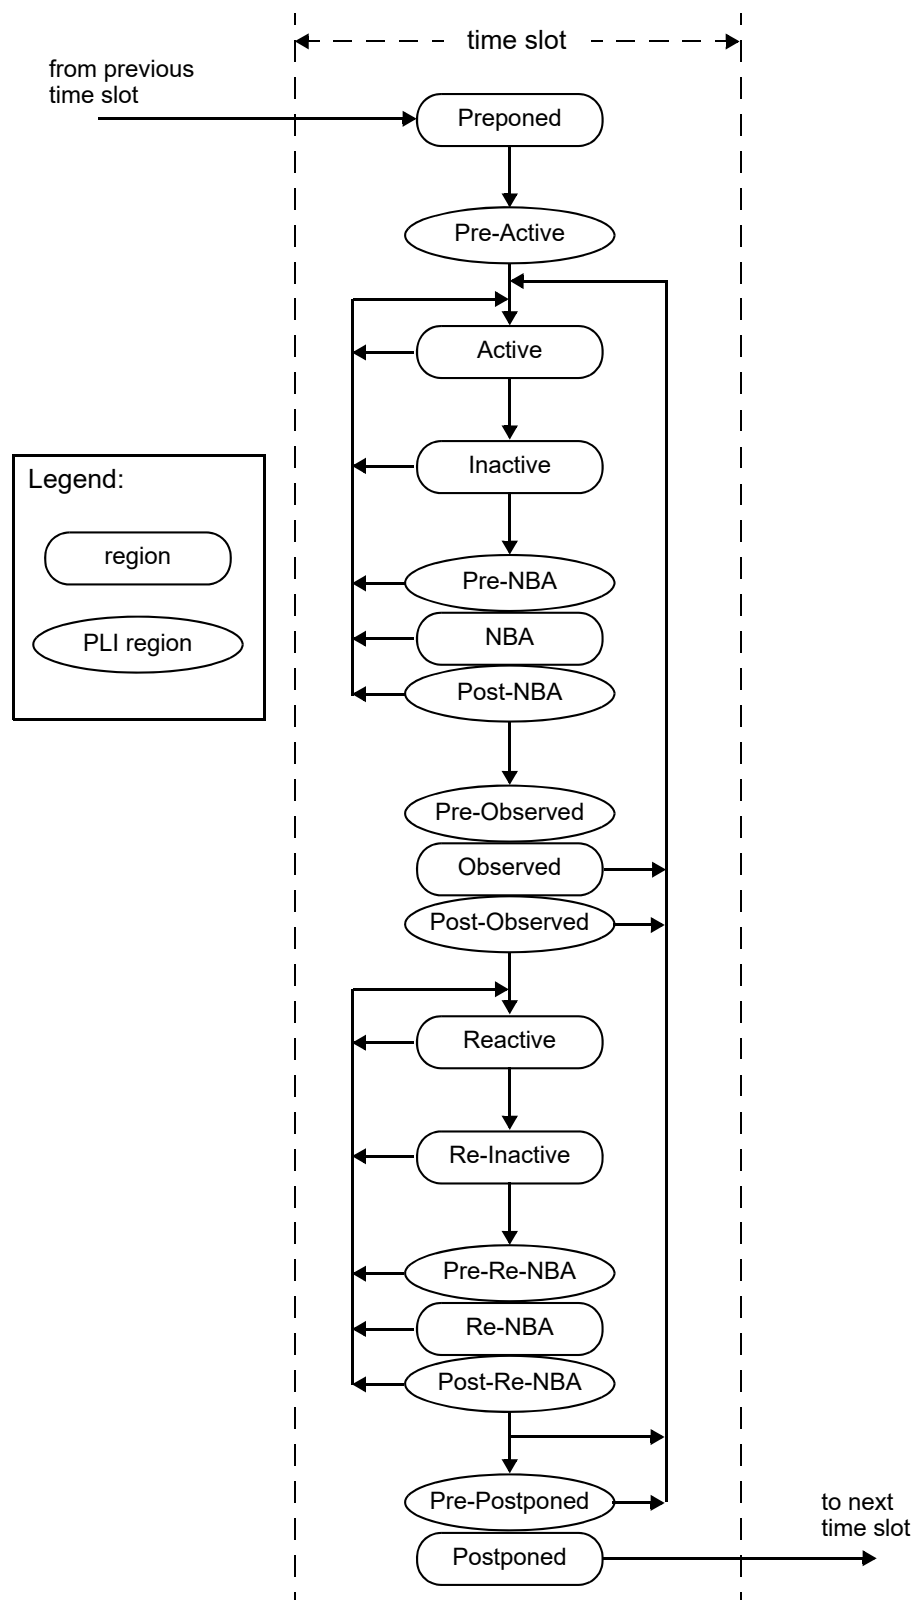 time slot
from previous
time slot
Preponed
Pre-Active
Active
Inactive
Legend:
region
PLI region
Pre-NBA
NBA
Post-NBA
Pre-Observed
Observed
Post-Observed
Reactive
Re-Inactive
Pre-Re-NBA
Re-NBA
Post-Re-NBA
Pre-Postponed
Postponed
to next
time slot